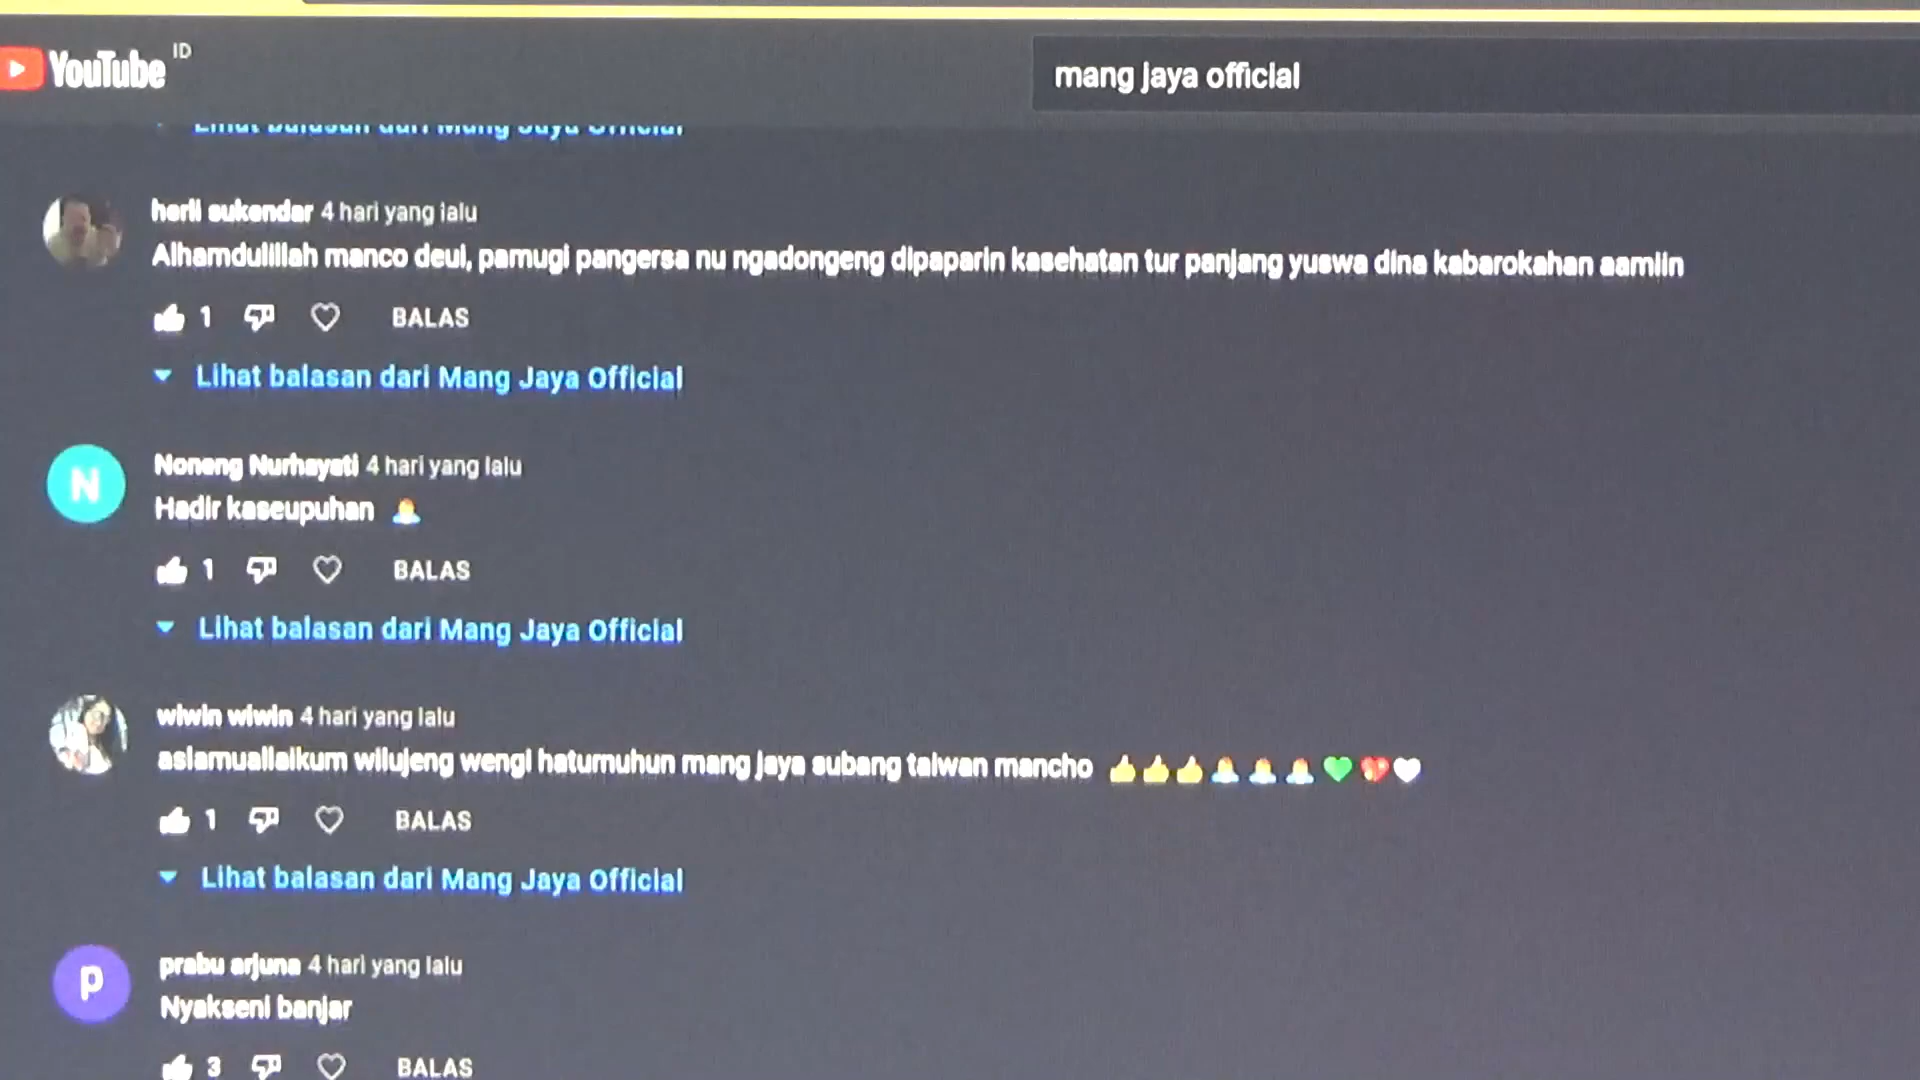 YouTube ID
mang jaya official
Lihat balasan dari Mang Jaya Official
herli sukendar 4 hari yang lalu
Alhamdulillah manco deui, pamugi pangersa nu ngadongeng dipaparin kasehatan tur panjang yuswa dina kabarokahan aamiin
1 BALAS
Lihat balasan dari Mang Jaya Official
Noneng Nurhayati 4 hari yang lalu
Hadir kaseupuhan
1 BALAS
Lihat balasan dari Mang Jaya Official
wiwin wiwin 4 hari yang lalu
aslamuallaikum wilujeng wengi haturnuhun mang jaya subang taiwan mancho 👍👍👍🙏🙏🙏💚💖🤍
1 BALAS
Lihat balasan dari Mang Jaya Official
prabu arjuna 4 hari yang lalu
Nyakseni banjar
3 BALAS
N
p